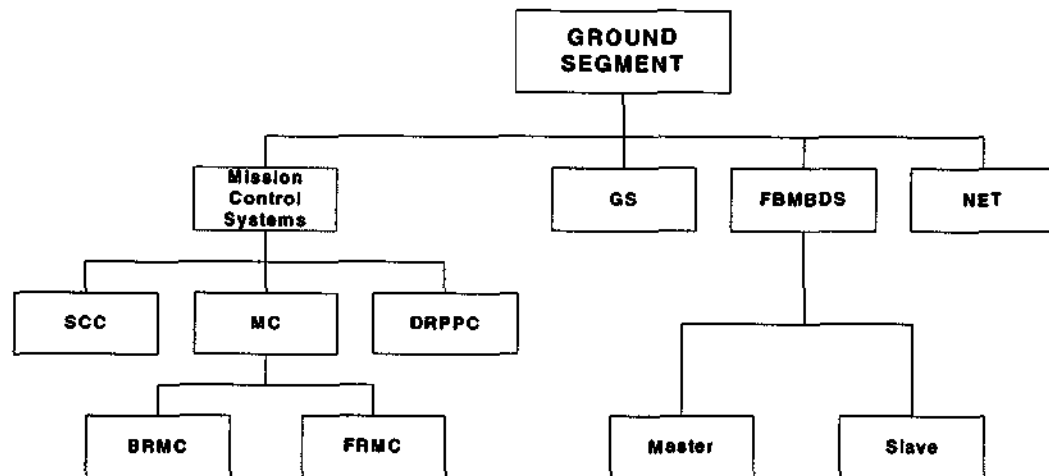 GROUND
SEGMENT
Mission
Control
Systems
GS
FBMBDS
NET
SCC
MC
DRPPC
BRMC
FRMC
Master
Slave